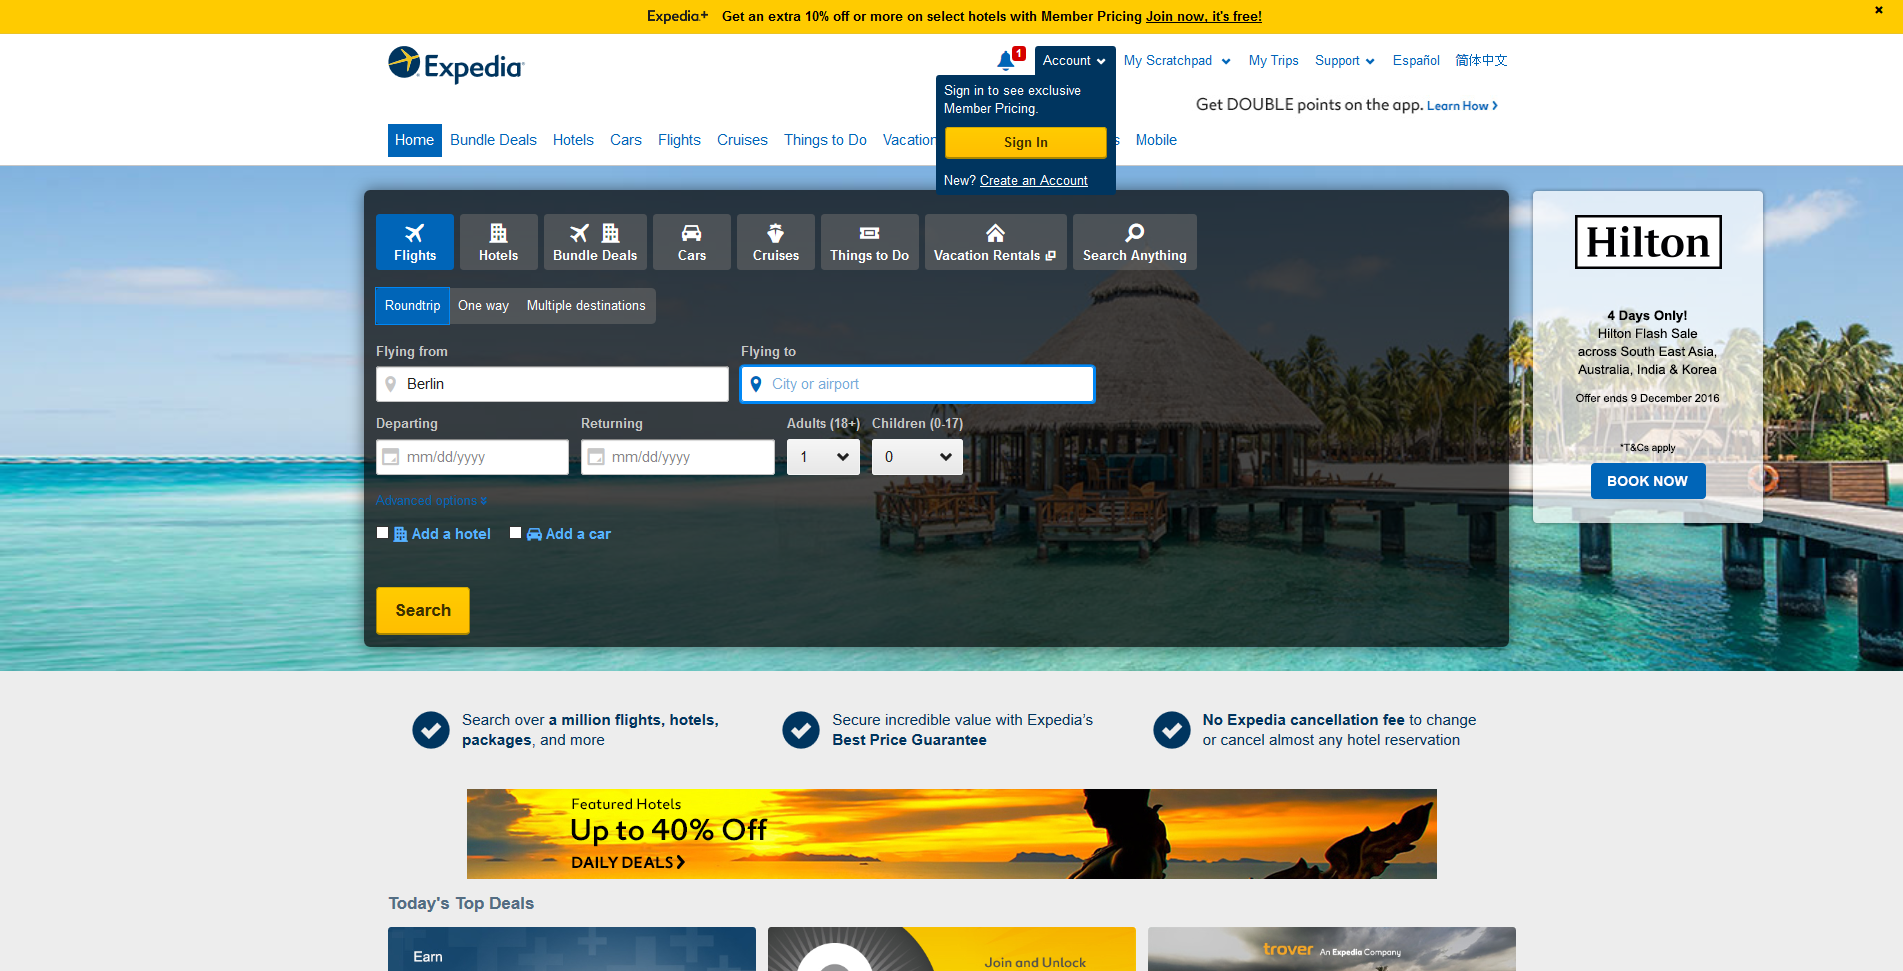 Expedia+ Get an extra 10% off or more on select hotels with Member Pricing Join now, it's free!
Expedia
1
Account
My Scratchpad
My Trips
Support
Español
简体中文
Sign in to see exclusive
Member Pricing.
Sign In
New? Create an Account
Get DOUBLE points on the app. Learn How
Home
Bundle Deals
Hotels
Cars
Flights
Cruises
Things to Do
Vacation
s
Mobile
Flights
Hotels
Bundle Deals
Cars
Cruises
Things to Do
Vacation Rentals
Search Anything
Roundtrip
One way
Multiple destinations
Flying from
Flying to
Berlin
City or airport
Departing
Returning
Adults (18+)
Children (0-17)
mm/dd/yyyy
mm/dd/yyyy
1
0
Advanced options
Add a hotel
Add a car
Search
Hilton
4 Days Only!
Hilton Flash Sale
across South East Asia,
Australia, India & Korea
Offer ends 9 December 2016
*T&Cs apply
BOOK NOW
Search over a million flights, hotels,
packages, and more
Secure incredible value with Expedia's
Best Price Guarantee
No Expedia cancellation fee to change
or cancel almost any hotel reservation
Featured Hotels
Up to 40% Off
DAILY DEALS
Today's Top Deals
Earn
Join and Unlock
trover An Expedia Company